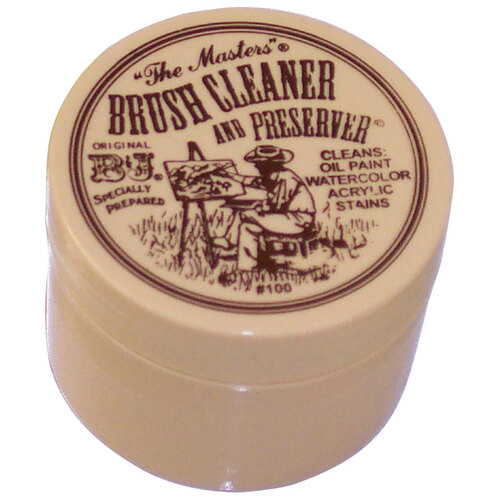 "The Masters"®
BRUSH CLEANER
AND PRESERVER©
ORIGINAL
B&J®
SPECIALLY
PREPARED
CLEANS:
OIL PAINT
WATERCOLOR
ACRYLIC
STAINS
#100